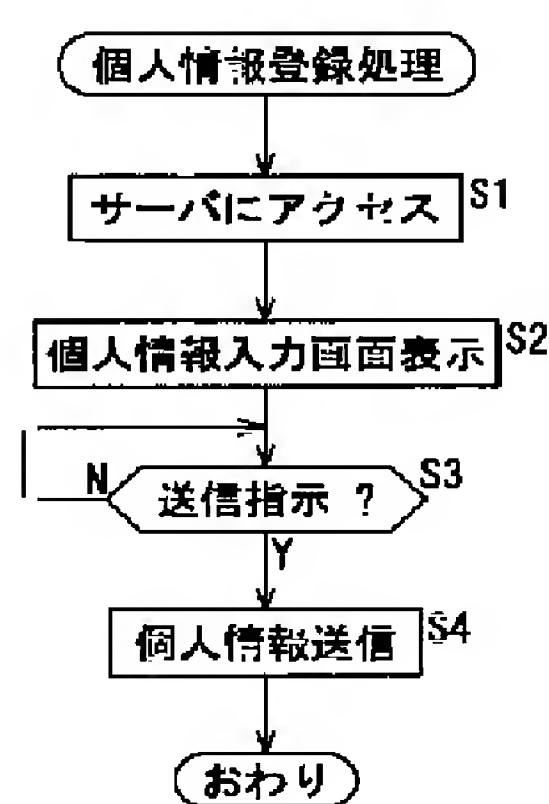 個人情報登録処理
サーバにアクセス S1
個人情報入力画面表示 S2
N 送信指示 ? S3
Y
個人情報送信 S4
おわり